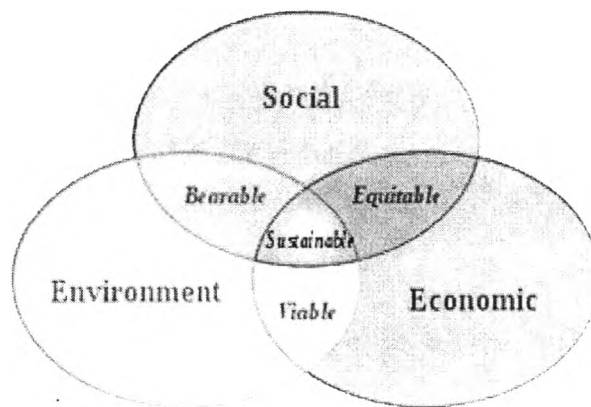 Social
Bearable
Equitable
Sustainable
Environment
Economic
Viable